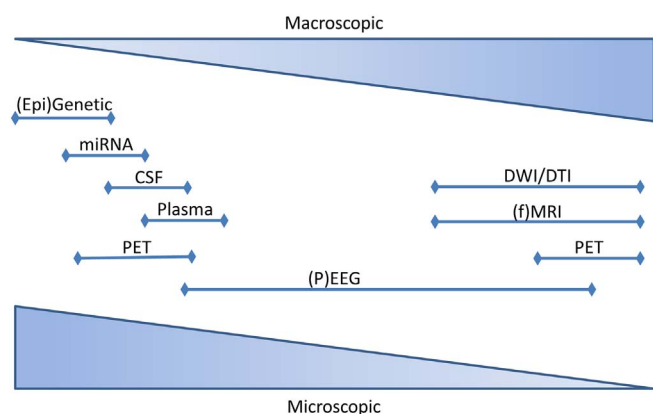 Macroscopic
(Epi)Genetic
miRNA
CSF
DWI/DTI
Plasma
(f)MRI
PET
PET
(P)EEG
Microscopic